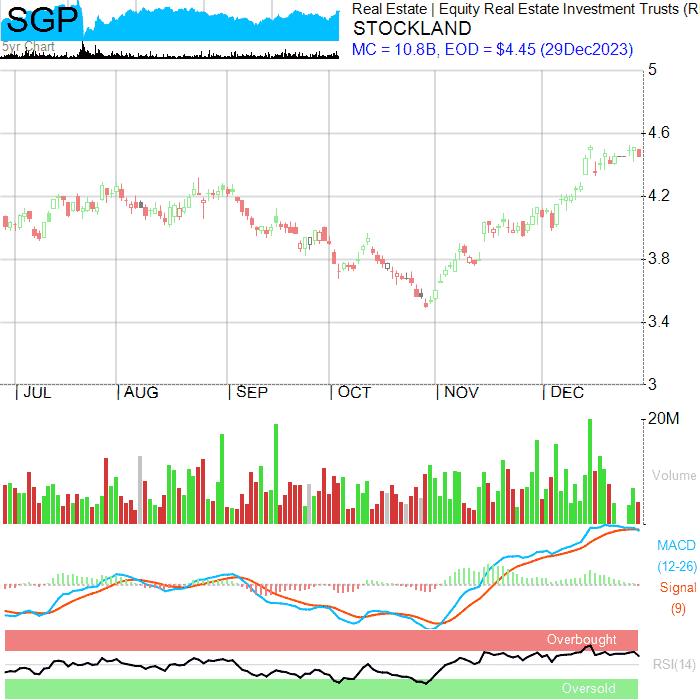 SGP
5yr Chart
Real Estate | Equity Real Estate Investment Trusts (R
STOCKLAND
MC = 10.8B, EOD = $4.45 (29Dec2023)
5
4.6
4.2
3.8
3.4
3
|JUL |AUG |SEP |OCT |NOV |DEC
20M
Volume
MACD
(12-26)
Signal
(9)
Overbought
RSI(14)
Oversold